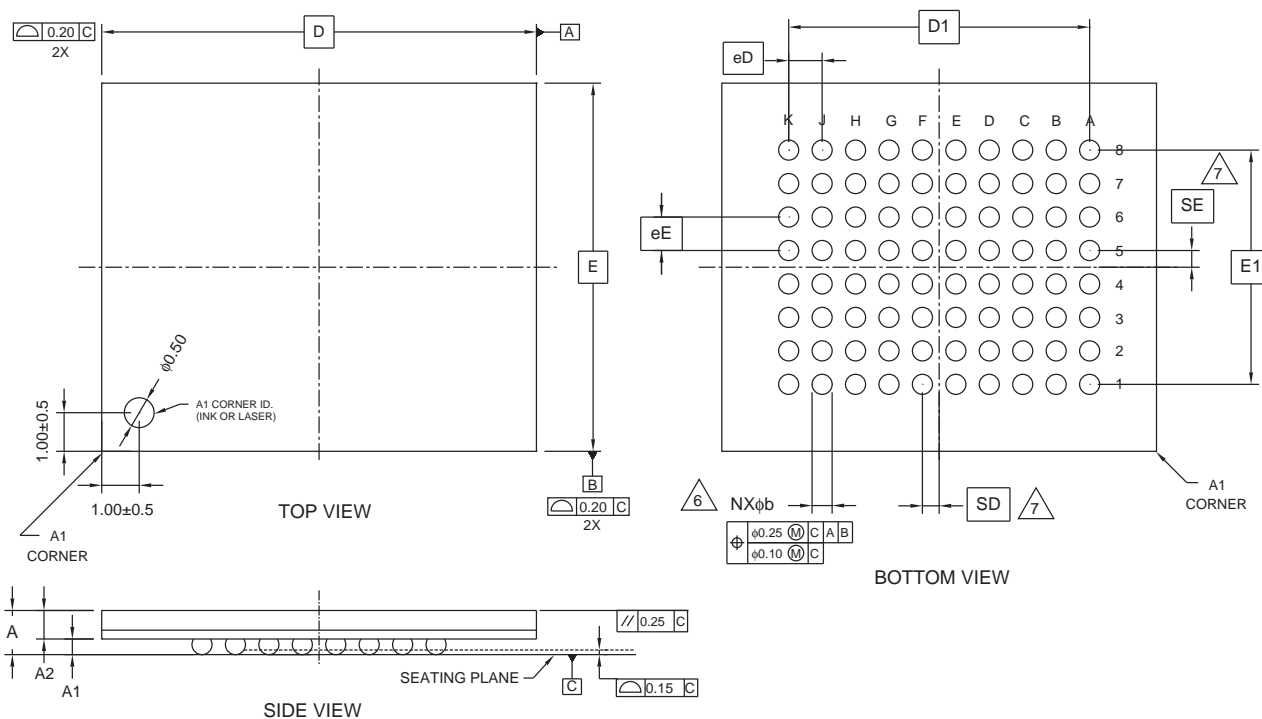 ⌓ 0.20 C
2X
D
A
E
φ0.50
A1 CORNER ID.
(INK OR LASER)
1.00±0.5
1.00±0.5
A1
CORNER
TOP VIEW
B
⌓ 0.20 C
2X
D1
eD
K J H G F E D C B A
8
7
6
5
4
3
2
1
7
SE
eE
E1
6
NXφb
⌖ φ0.25 Ⓜ C A B
φ0.10 Ⓜ C
SD
7
A1
CORNER
BOTTOM VIEW
A
A2
A1
// 0.25 C
SEATING PLANE
C
⌓ 0.15 C
SIDE VIEW